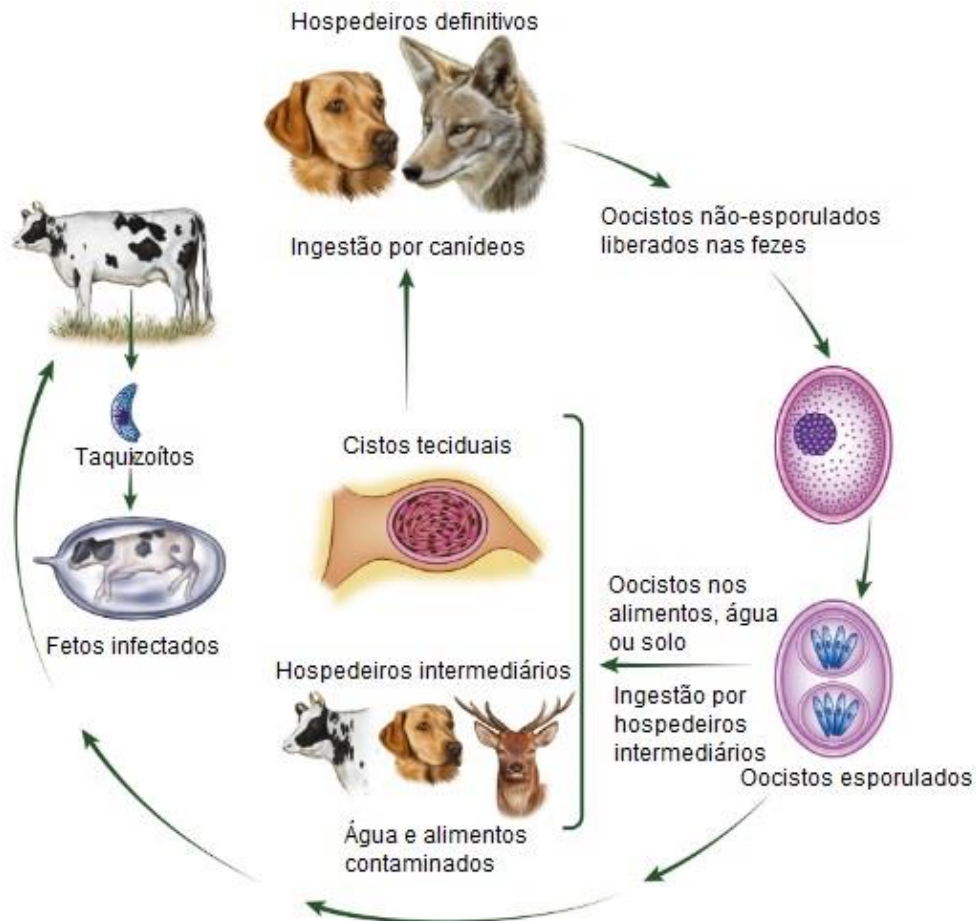 Hospedeiros definitivos
Ingestão por canídeos
Oocistos não-esporulados
liberados nas fezes
Taquizoítos
Fetos infectados
Cistos teciduais
Oocistos nos
alimentos, água
ou solo
Ingestão por
hospedeiros
intermediários
Oocistos esporulados
Hospedeiros intermediários
Água e alimentos
contaminados